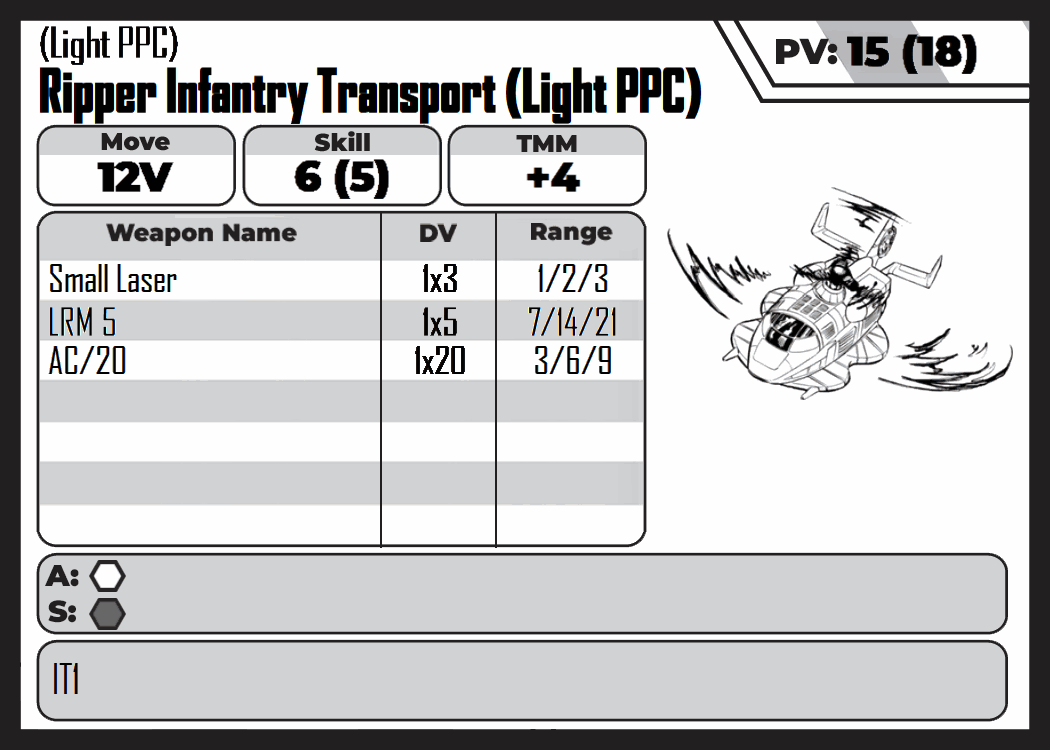 (Light PPC)
PV: 15 (18)
Ripper Infantry Transport (Light PPC)
Move Skill TMM
12V 6 (5) +4
Weapon Name DV Range
Small Laser 1x3 1/2/3
LRM 5 1x5 7/14/21
AC/20 1x20 3/6/9
A:
S:
IT1